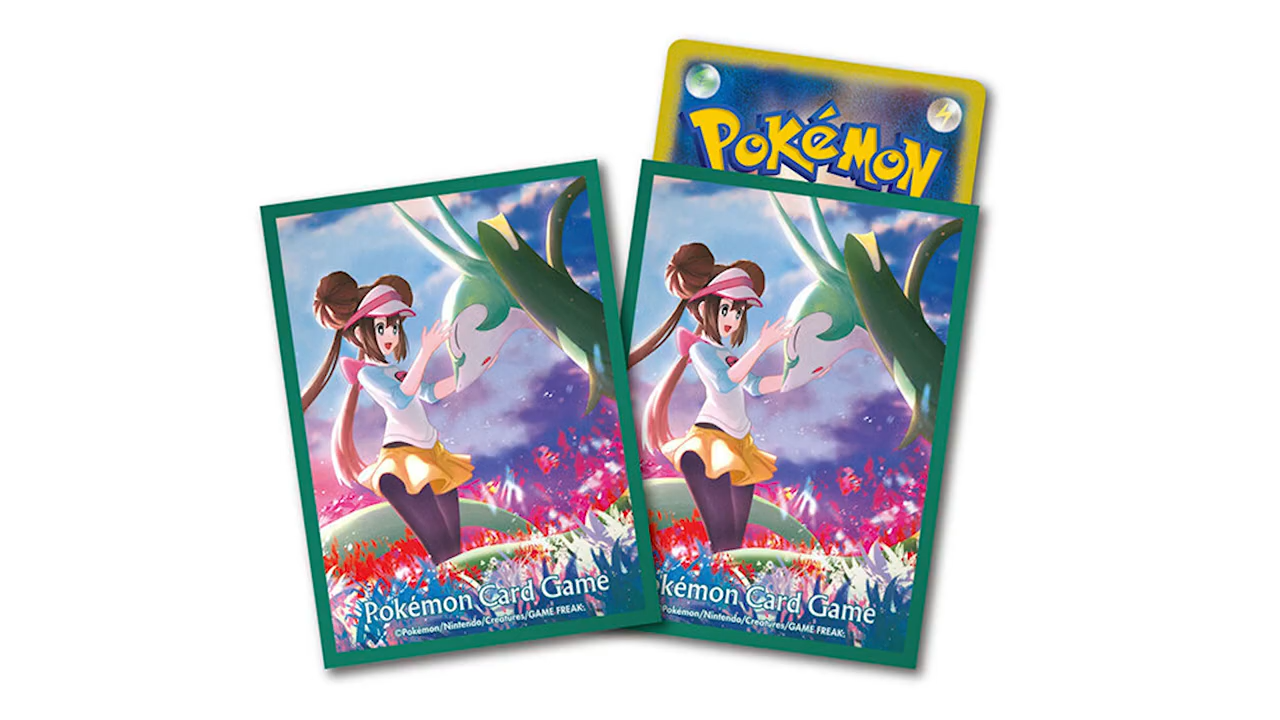 Pokémon
Pokémon Card Game
©Pokémon/Nintendo/Creatures/GAME FREAK.
kémon Card Game
Pokémon/Nintendo/Creatures/GAME FREAK.